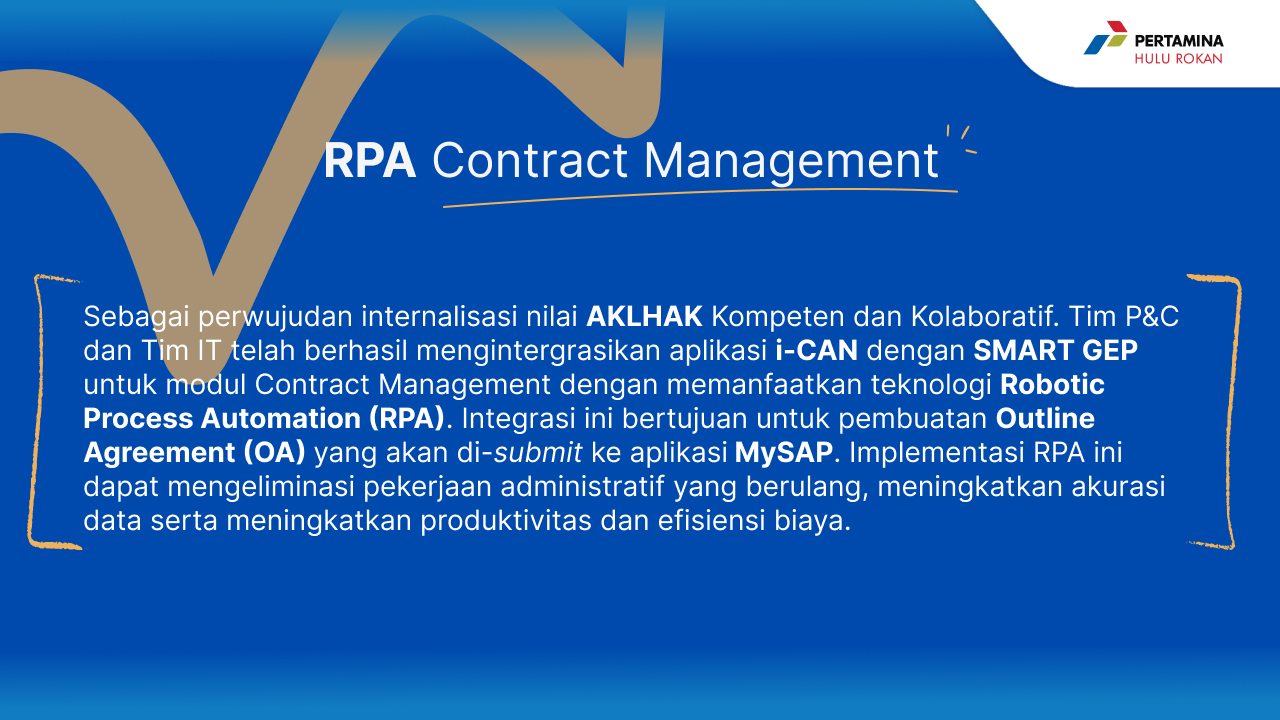 PERTAMINA
HULU ROKAN
RPA Contract Management
Sebagai perwujudan internalisasi nilai AKLHAK Kompeten dan Kolaboratif. Tim P&C
dan Tim IT telah berhasil mengintergrasikan aplikasi i-CAN dengan SMART GEP
untuk modul Contract Management dengan memanfaatkan teknologi Robotic
Process Automation (RPA). Integrasi ini bertujuan untuk pembuatan Outline
Agreement (OA) yang akan di-submit ke aplikasi MySAP. Implementasi RPA ini
dapat mengeliminasi pekerjaan administratif yang berulang, meningkatkan akurasi
data serta meningkatkan produktivitas dan efisiensi biaya.